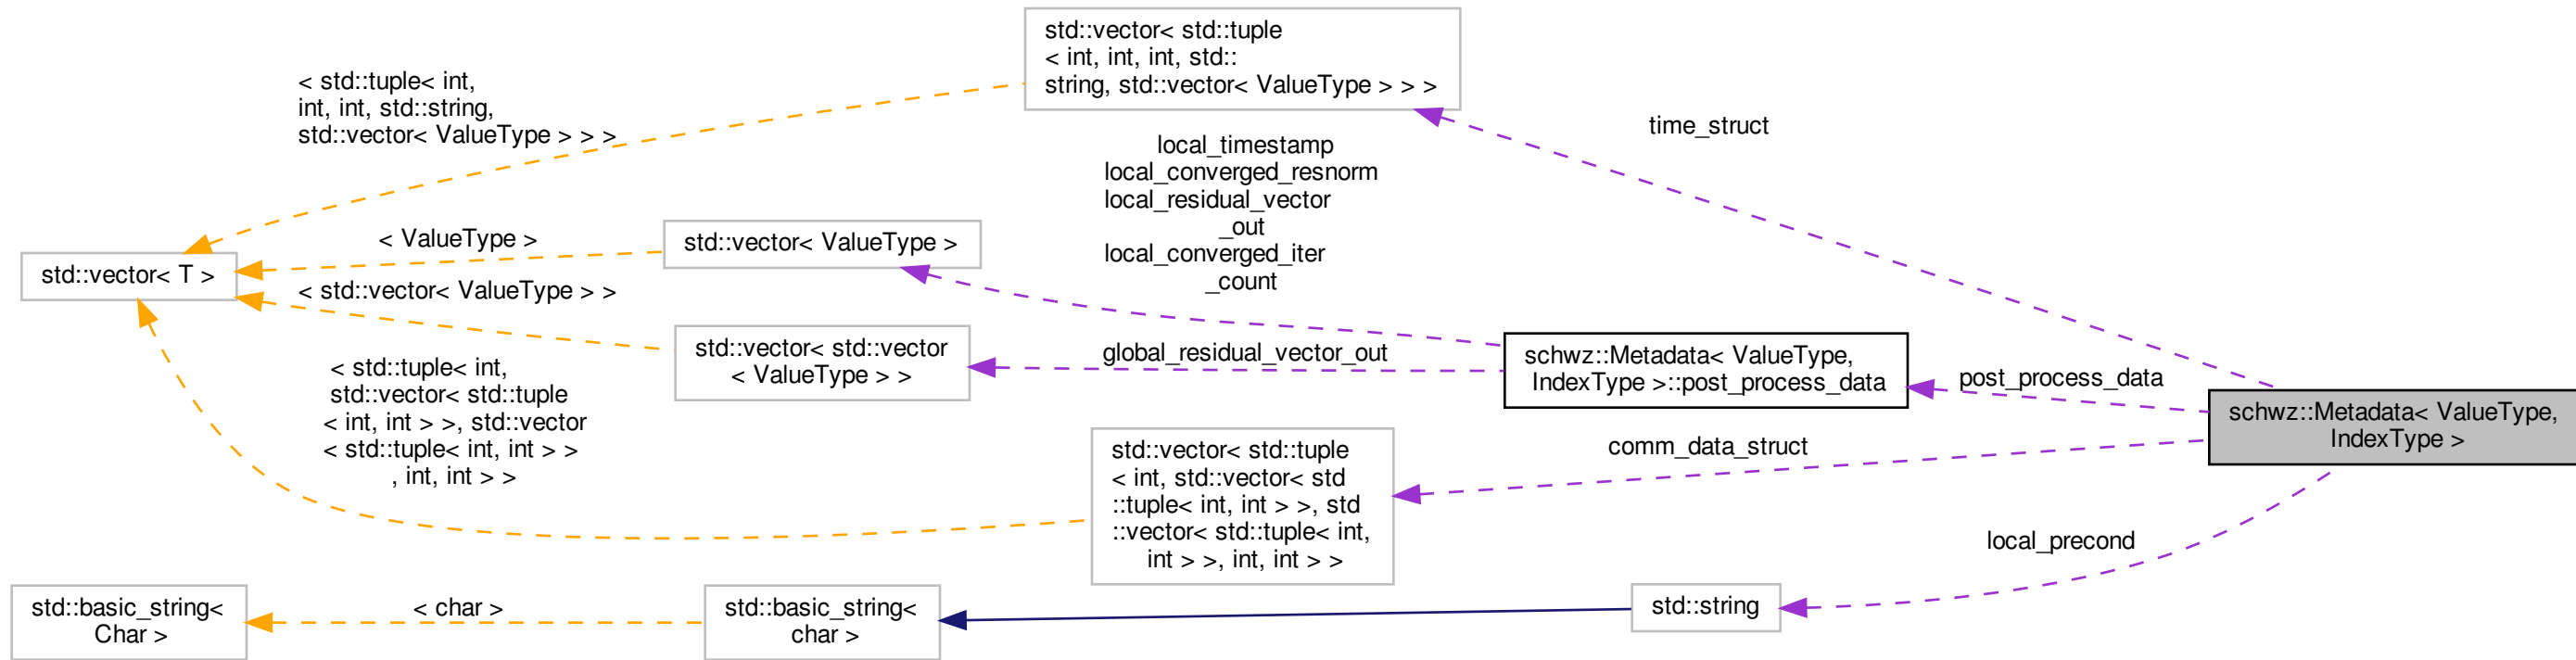 std::vector< std::tuple
< int, int, int, std::
string, std::vector< ValueType > > >
< std::tuple< int,
int, int, std::string,
std::vector< ValueType > > >
time_struct
local_timestamp
local_converged_resnorm
local_residual_vector
_out
local_converged_iter
_count
< ValueType >
std::vector< ValueType >
std::vector< T >
< std::vector< ValueType > >
std::vector< std::vector
< ValueType > >
global_residual_vector_out
schwz::Metadata< ValueType,
IndexType >::post_process_data
post_process_data
schwz::Metadata< ValueType,
IndexType >
< std::tuple< int,
std::vector< std::tuple
< int, int > >, std::vector
< std::tuple< int, int > >
, int, int > >
std::vector< std::tuple
< int, std::vector< std
::tuple< int, int > >, std
::vector< std::tuple< int,
int > >, int, int > >
comm_data_struct
local_precond
std::basic_string<
Char >
< char >
std::basic_string<
char >
std::string